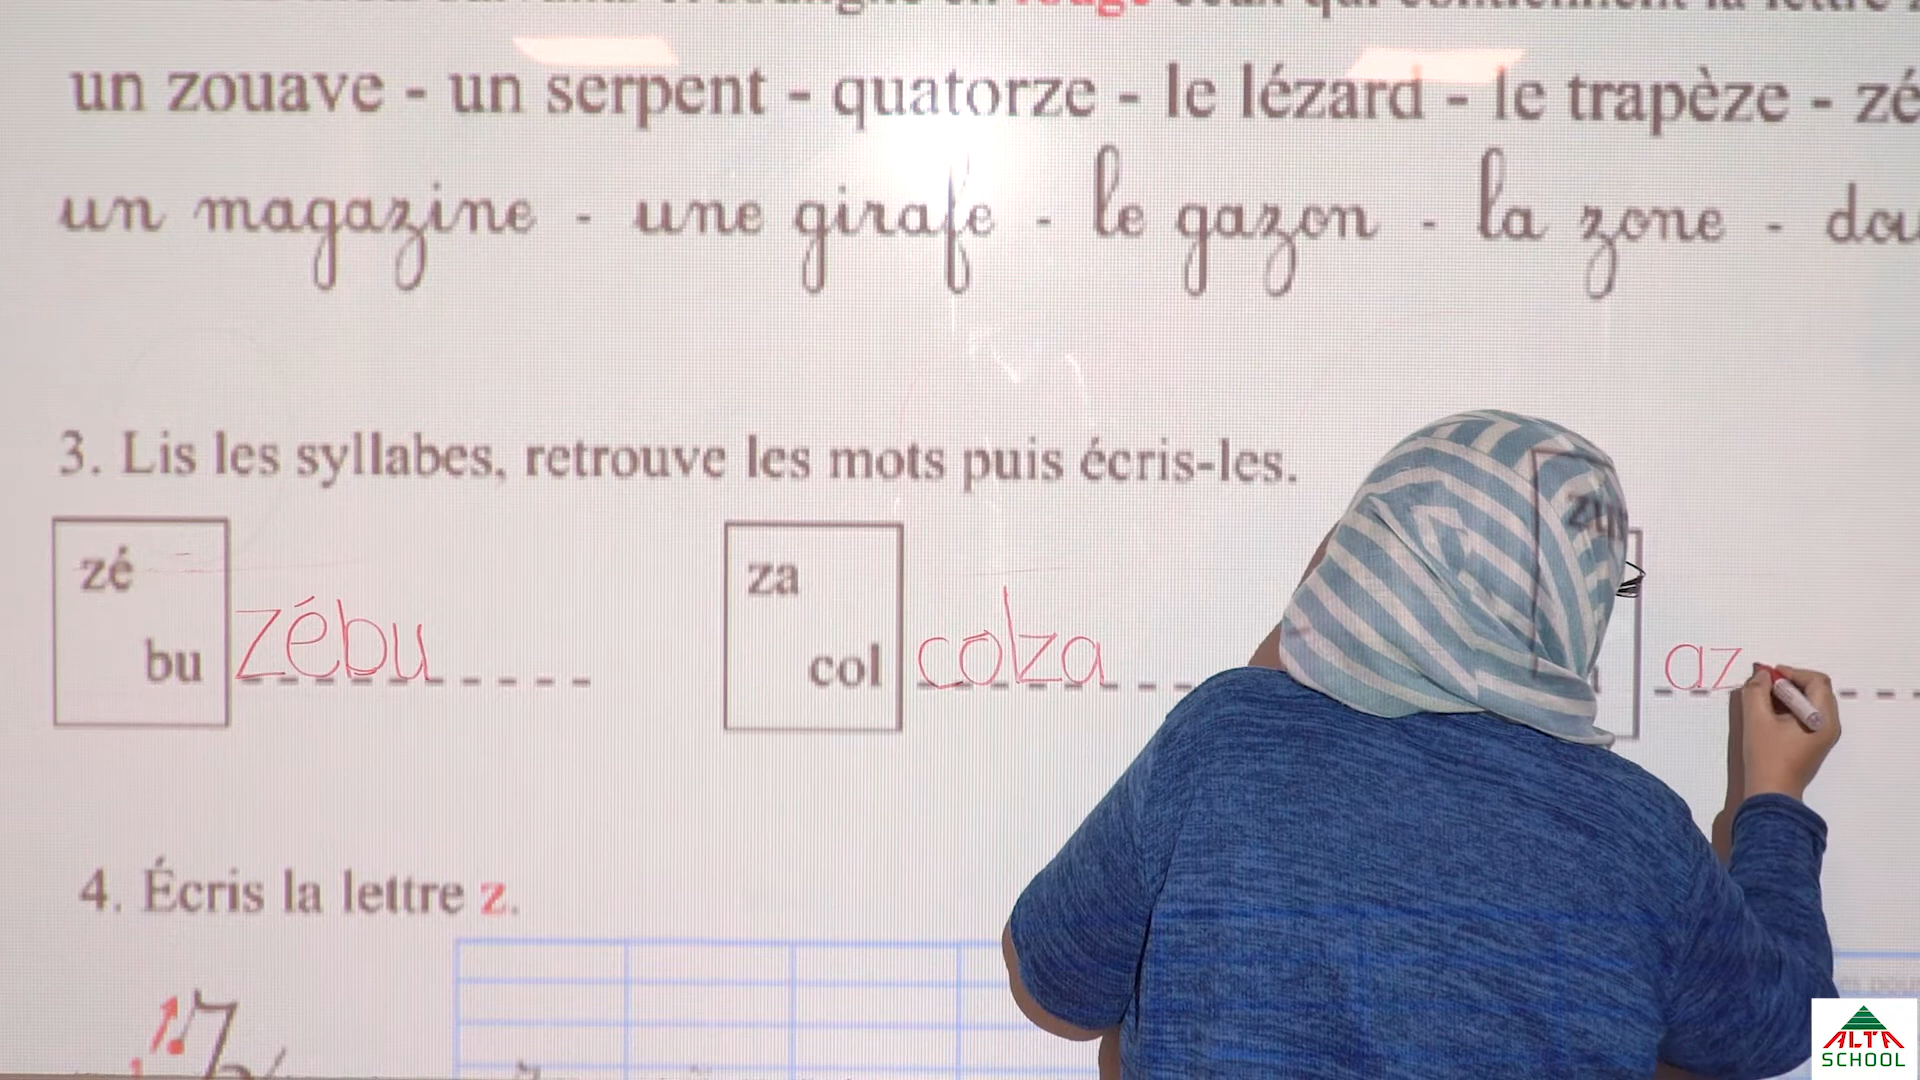 un zouave - un serpent - quatorze - le lézard - le trapèze - zé
un magazine - une girafe - le gazon - la zone - dou
3. Lis les syllabes, retrouve les mots puis écris-les.
zé
bu
zébu
za
col
colza
az
4. Écris la lettre z.
ALTA
SCHOOL